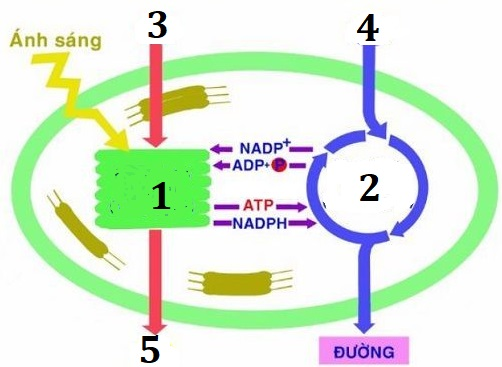 3
4
Ánh sáng
NADP+
ADP+ P
1
2
ATP
NADPH
5
ĐƯỜNG